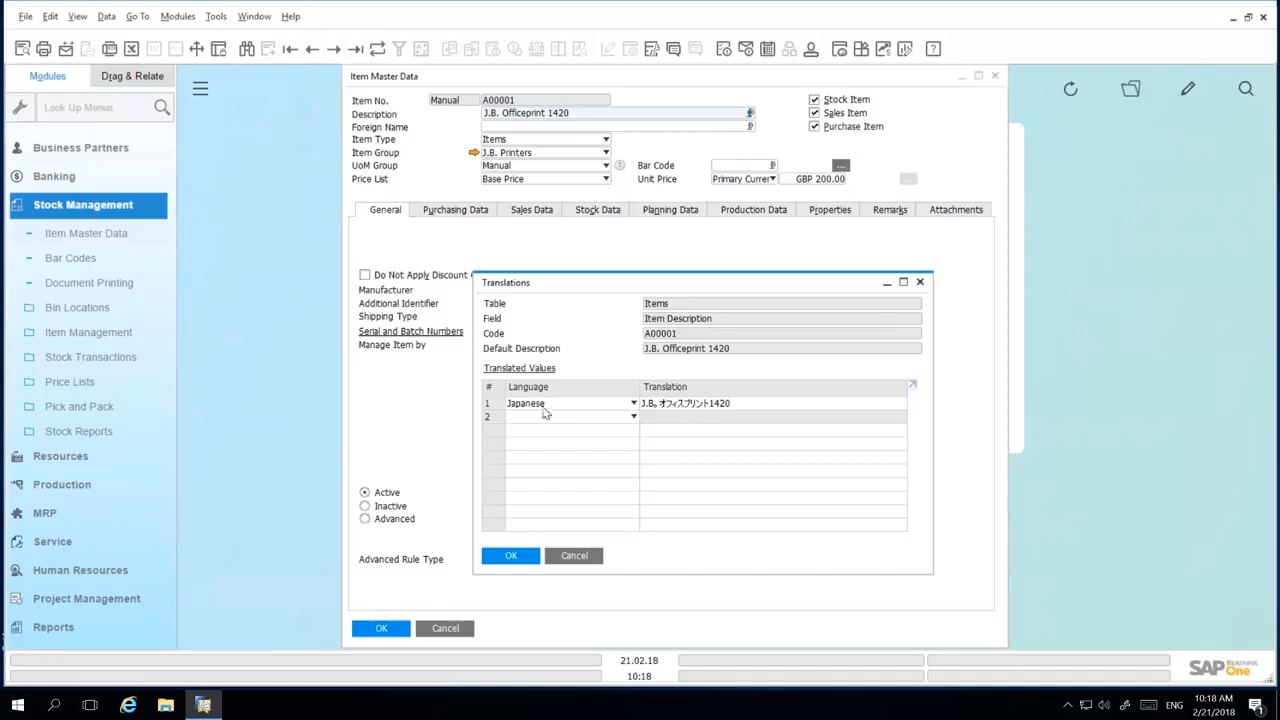 File Edit View Data Go To Modules Tools Window Help
Modules Drag & Relate
Look Up Menus
Business Partners
Banking
Stock Management
Item Master Data
Bar Codes
Document Printing
Bin Locations
Item Management
Stock Transactions
Price Lists
Pick and Pack
Stock Reports
Resources
Production
MRP
Service
Human Resources
Project Management
Reports
Item Master Data
Item No. Manual A00001
Description J.B. Officeprint 1420
Foreign Name
Item Type Items
Item Group J.B. Printers
UoM Group Manual
Price List Base Price
Stock Item
Sales Item
Purchase Item
Bar Code ...
Unit Price Primary Currer GBP 200.00 ...
General Purchasing Data Sales Data Stock Data Planning Data Production Data Properties Remarks Attachments
Do Not Apply Discount
Manufacturer
Additional Identifier
Shipping Type
Serial and Batch Numbers
Manage Item by
Active
Inactive
Advanced
Advanced Rule Type
OK Cancel
Translations
Table Items
Field Item Description
Code A00001
Default Description J.B. Officeprint 1420
Translated Values
# Language Translation
1 Japanese J.B。オフィスプリント1420
2
OK Cancel
21.02.18
10:18
SAP Business One
ENG
10:18 AM
2/21/2018